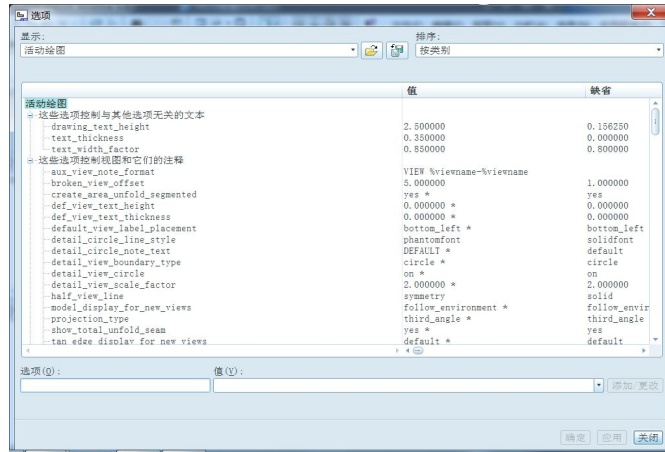 选项
显示: 排序:
活动绘图 按类别
值 缺省
活动绘图
这些选项控制与其他选项无关的文本
drawing_text_height 2.500000 0.156250
text_thickness 0.350000 0.000000
text_width_factor 0.850000 0.800000
这些选项控制视图和它们的注释
aux_view_note_format VIEW %viewname-%viewname
broken_view_offset 5.000000 1.000000
create_area_unfold_segmented yes * yes
def_view_text_height 0.000000 * 0.000000
def_view_text_thickness 0.000000 * 0.000000
default_view_label_placement bottom_left * bottom_left
detail_circle_line_style phantomfont solidfont
detail_circle_note_text DEFAULT * default
detail_view_boundary_type circle * circle
detail_view_circle on * on
detail_view_scale_factor 2.000000 * 2.000000
half_view_line symmetry solid
model_display_for_new_views follow_environment * follow_envir
projection_type third_angle * third_angle
show_total_unfold_seam yes * yes
tan_edge_display_for_new_views default * default
选项(O): 值(V):
添加/更改
确定 应用 关闭